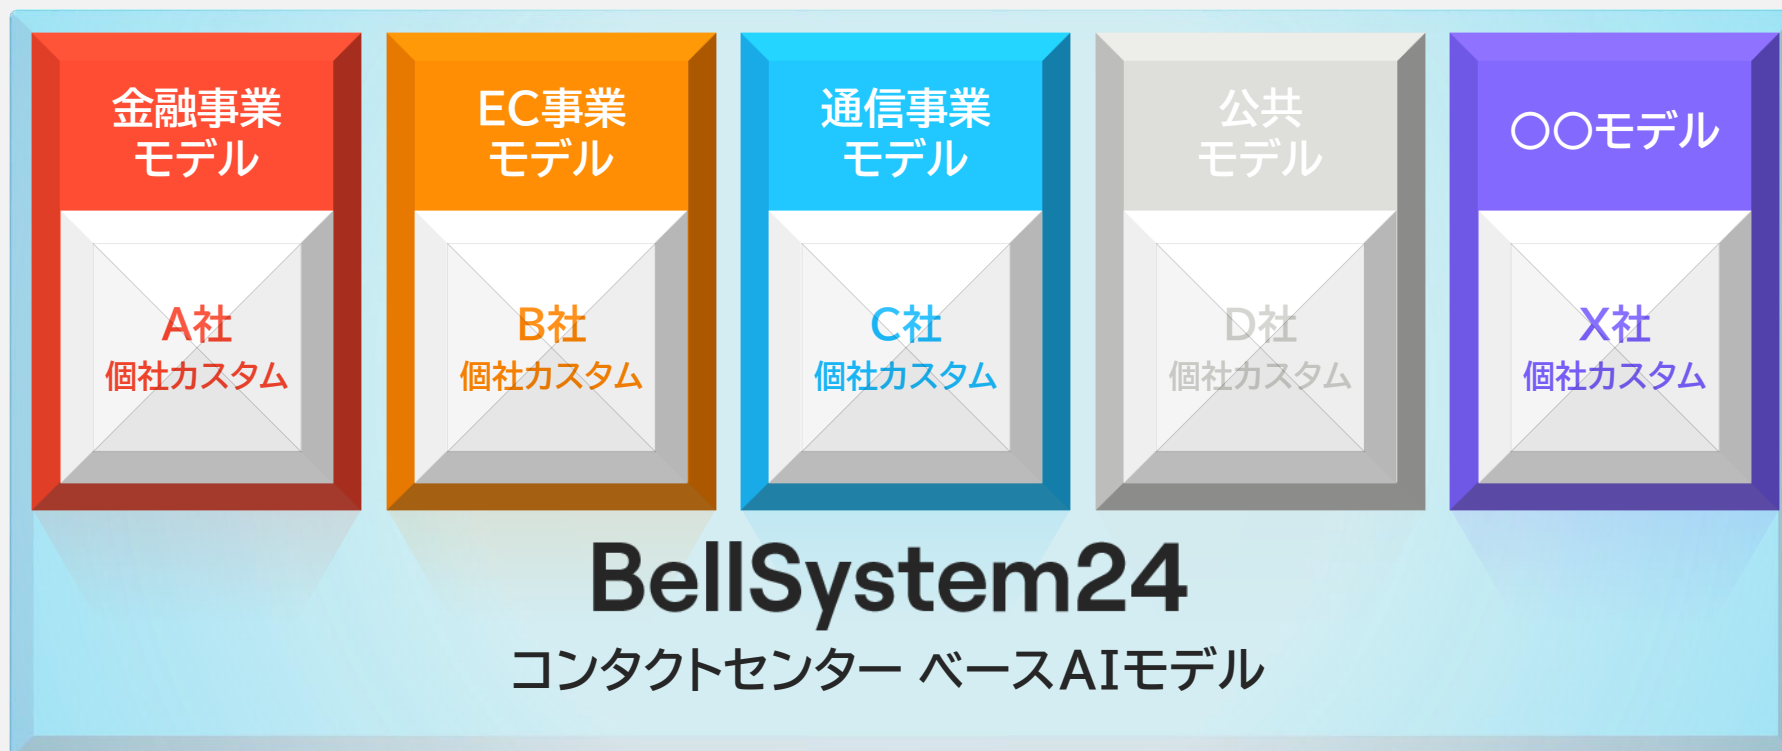 金融事業
モデル
A社
個社カスタム
EC事業
モデル
B社
個社カスタム
通信事業
モデル
C社
個社カスタム
公共
モデル
D社
個社カスタム
〇〇モデル
X社
個社カスタム
BellSystem24
コンタクトセンター ベースAIモデル